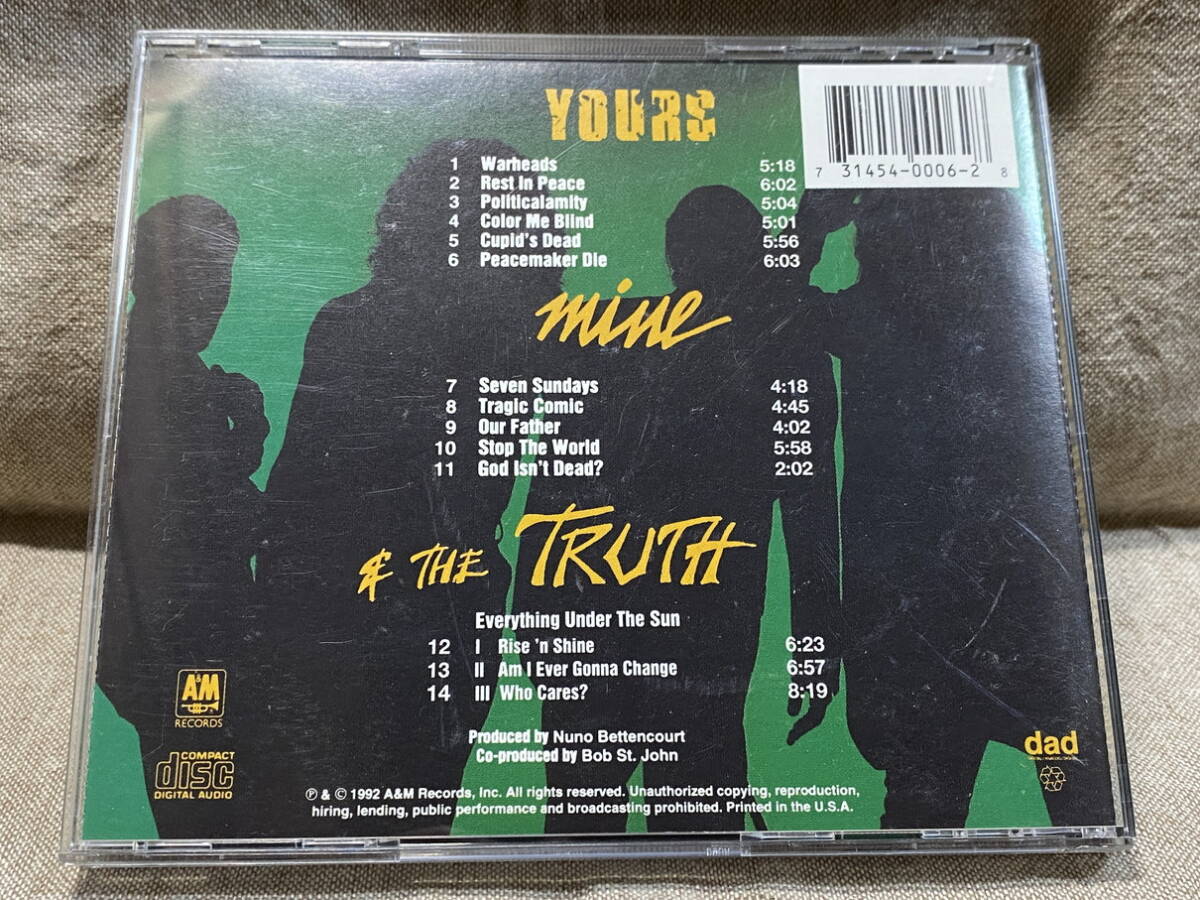 YOURS
7 31454-0006-2 8
1 Warheads 5:18
2 Rest In Peace 6:02
3 Politicalamity 5:04
4 Color Me Blind 5:01
5 Cupid's Dead 5:56
6 Peacemaker Die 6:03
mine
7 Seven Sundays 4:18
8 Tragic Comic 4:45
9 Our Father 4:02
10 Stop The World 5:58
11 God Isn't Dead? 2:02
& THE TRUTH
Everything Under The Sun
12 I Rise 'n Shine 6:23
13 II Am I Ever Gonna Change 6:57
14 III Who Cares? 8:19
A&M
RECORDS
Produced by Nuno Bettencourt
Co-produced by Bob St. John
dad
COMPACT
disc
DIGITAL AUDIO
℗ & © 1992 A&M Records, Inc. All rights reserved. Unauthorized copying, reproduction,
hiring, lending, public performance and broadcasting prohibited. Printed in the U.S.A.